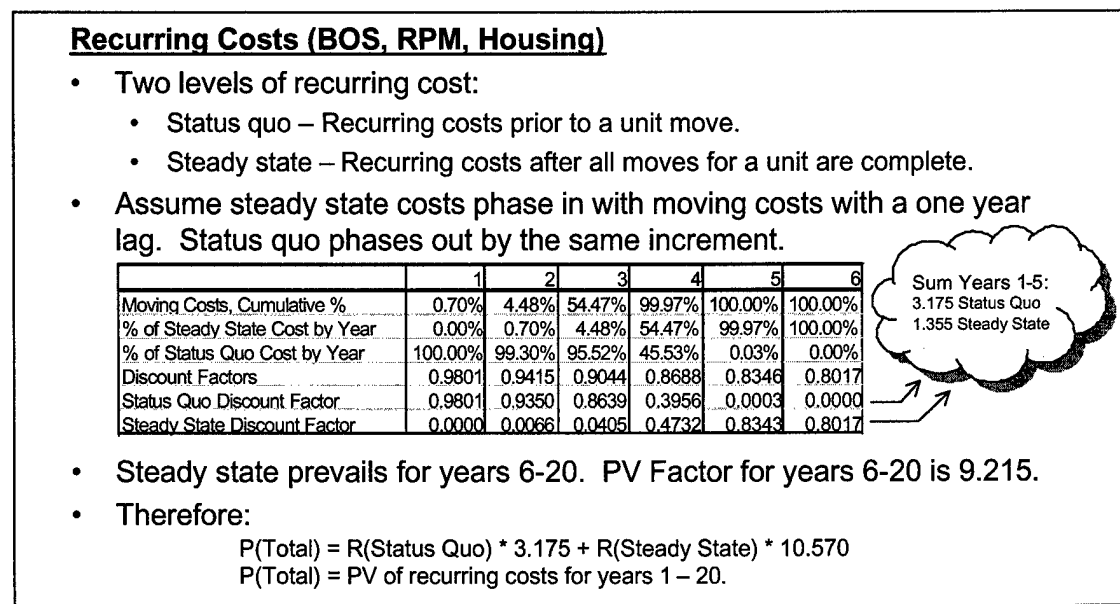 Recurring Costs (BOS, RPM, Housing)
• Two levels of recurring cost:
• Status quo – Recurring costs prior to a unit move.
• Steady state – Recurring costs after all moves for a unit are complete.
• Assume steady state costs phase in with moving costs with a one year
lag. Status quo phases out by the same increment.
1 2 3 4 5 6
Moving Costs, Cumulative % 0.70% 4.48% 54.47% 99.97% 100.00% 100.00%
% of Steady State Cost by Year 0.00% 0.70% 4.48% 54.47% 99.97% 100.00%
% of Status Quo Cost by Year 100.00% 99.30% 95.52% 45.53% 0.03% 0.00%
Discount Factors 0.9801 0.9415 0.9044 0.8688 0.8346 0.8017
Status Quo Discount Factor 0.9801 0.9350 0.8639 0.3956 0.0003 0.0000
Steady State Discount Factor 0.0000 0.0066 0.0405 0.4732 0.8343 0.8017
Sum Years 1-5:
3.175 Status Quo
1.355 Steady State
• Steady state prevails for years 6-20. PV Factor for years 6-20 is 9.215.
• Therefore:
P(Total) = R(Status Quo) * 3.175 + R(Steady State) * 10.570
P(Total) = PV of recurring costs for years 1 – 20.